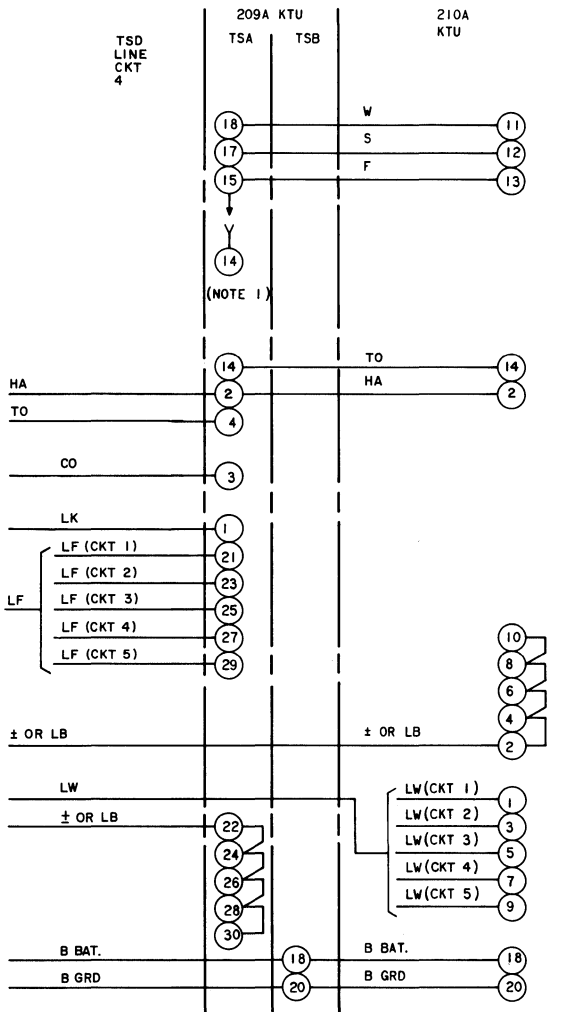 209A KTU
210A
KTU
TSD
LINE
CKT
4
TSA
TSB
18 W 11
17 S 12
15 F 13
14
(NOTE 1)
14 TO 14
HA 2 HA 2
TO 4
CO 3
LK 1
LF
LF (CKT 1) 21
LF (CKT 2) 23
LF (CKT 3) 25
LF (CKT 4) 27
LF (CKT 5) 29
10
8
6
4
± OR LB ± OR LB 2
LW
LW(CKT 1) 1
± OR LB 22
LW(CKT 2) 3
24
LW(CKT 3) 5
26
LW(CKT 4) 7
28
LW(CKT 5) 9
30
B BAT. 18 B BAT. 18
B GRD 20 B GRD 20